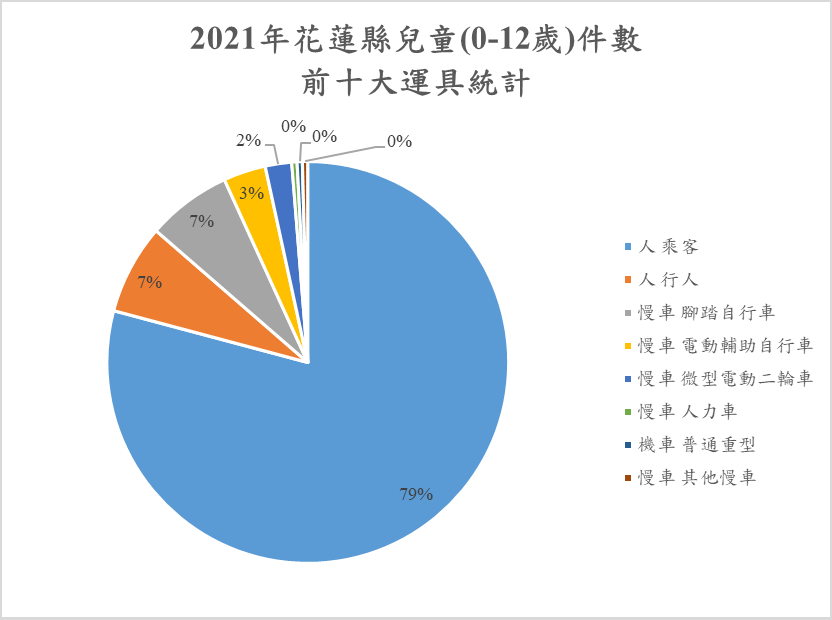 2021年花蓮縣兒童(0-12歲)件數
前十大運具統計
0%
0%
2%
0%
3%
7%
7%
79%
人 乘客
人 行人
慢車 腳踏自行車
慢車 電動輔助自行車
慢車 微型電動二輪車
慢車 人力車
機車 普通重型
慢車 其他慢車